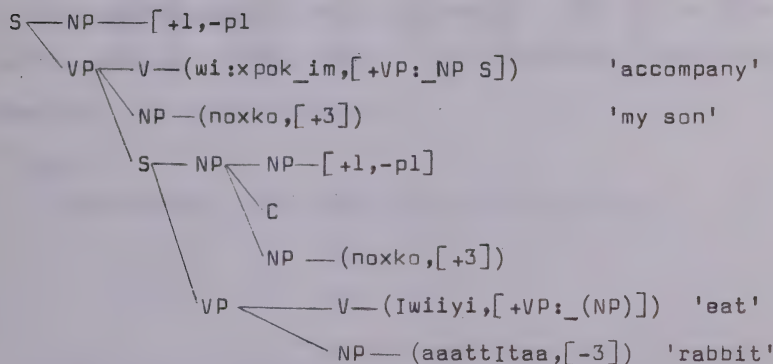 S NP [+1,-pl
VP V (wi:xpok_im,[+VP:_NP S]) 'accompany'
NP (noxko,[+3]) 'my son'
S NP NP [+1,-pl]
C
NP (noxko,[+3])
VP V (Iwiiyi,[+VP:_(NP)]) 'eat'
NP (aaattItaa,[-3]) 'rabbit'